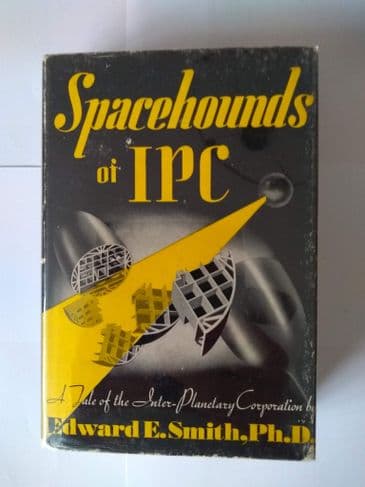 Spacehounds
of IPC
A Tale of the Inter-Planetary Corporation by
Edward E. Smith, Ph.D.